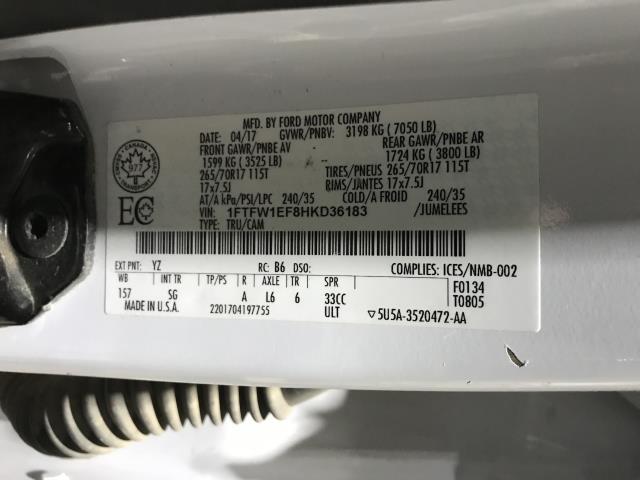 MFD. BY FORD MOTOR COMPANY
DATE: 04/17 GVWR/PNBV: 3198 KG ( 7050 LB)
FRONT GAWR/PNBE AV REAR GAWR/PNBE AR
1599 KG ( 3525 LB) 1724 KG ( 3800 LB)
265/70R17 115T TIRES/PNEUS 265/70R17 115T
17x7.5J RIMS/JANTES 17x7.5J
AT/A kPa/PSI/LPC 240/35 COLD/A FROID 240/35
VIN: 1FTFW1EF8HKD36183 /JUMELEES
TYPE: TRU/CAM
CANADA
977
TRANSPORT
EC
EXT PNT: YZ RC: B6 DSO: COMPLIES: ICES/NMB-002
WB INT TR TP/PS R AXLE TR SPR F0134
157 SG A L6 6 33CC T0805
MADE IN U.S.A. 2201704197755 ULT ▽5U5A-3520472-AA